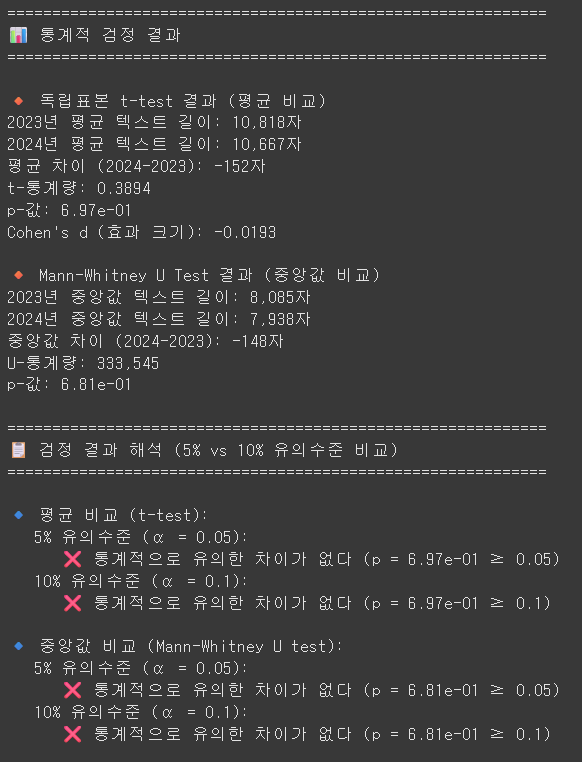 ============================================================
📊 통계적 검정 결과
============================================================
🔸 독립표본 t-test 결과 (평균 비교)
2023년 평균 텍스트 길이: 10,818자
2024년 평균 텍스트 길이: 10,667자
평균 차이 (2024-2023): -152자
t-통계량: 0.3894
p-값: 6.97e-01
Cohen's d (효과 크기): -0.0193
🔸 Mann-Whitney U Test 결과 (중앙값 비교)
2023년 중앙값 텍스트 길이: 8,085자
2024년 중앙값 텍스트 길이: 7,938자
중앙값 차이 (2024-2023): -148자
U-통계량: 333,545
p-값: 6.81e-01
============================================================
📋 검정 결과 해석 (5% vs 10% 유의수준 비교)
============================================================
🔹 평균 비교 (t-test):
5% 유의수준 (α = 0.05):
❌ 통계적으로 유의한 차이가 없다 (p = 6.97e-01 ≥ 0.05)
10% 유의수준 (α = 0.1):
❌ 통계적으로 유의한 차이가 없다 (p = 6.97e-01 ≥ 0.1)
🔹 중앙값 비교 (Mann-Whitney U test):
5% 유의수준 (α = 0.05):
❌ 통계적으로 유의한 차이가 없다 (p = 6.81e-01 ≥ 0.05)
10% 유의수준 (α = 0.1):
❌ 통계적으로 유의한 차이가 없다 (p = 6.81e-01 ≥ 0.1)